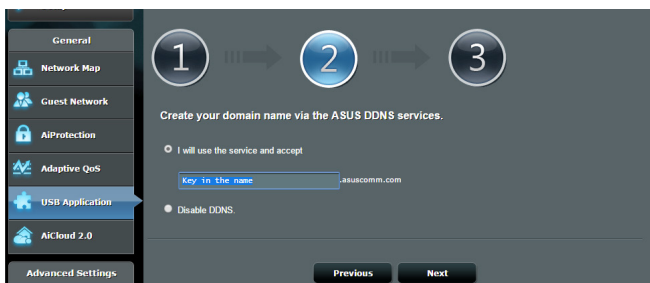 General
Network Map
Guest Network
AiProtection
Adaptive QoS
USB Application
AiCloud 2.0
Advanced Settings
1
2
3
Create your domain name via the ASUS DDNS services.
I will use the service and accept
Key in the name .asuscomm.com
Disable DDNS.
Previous Next